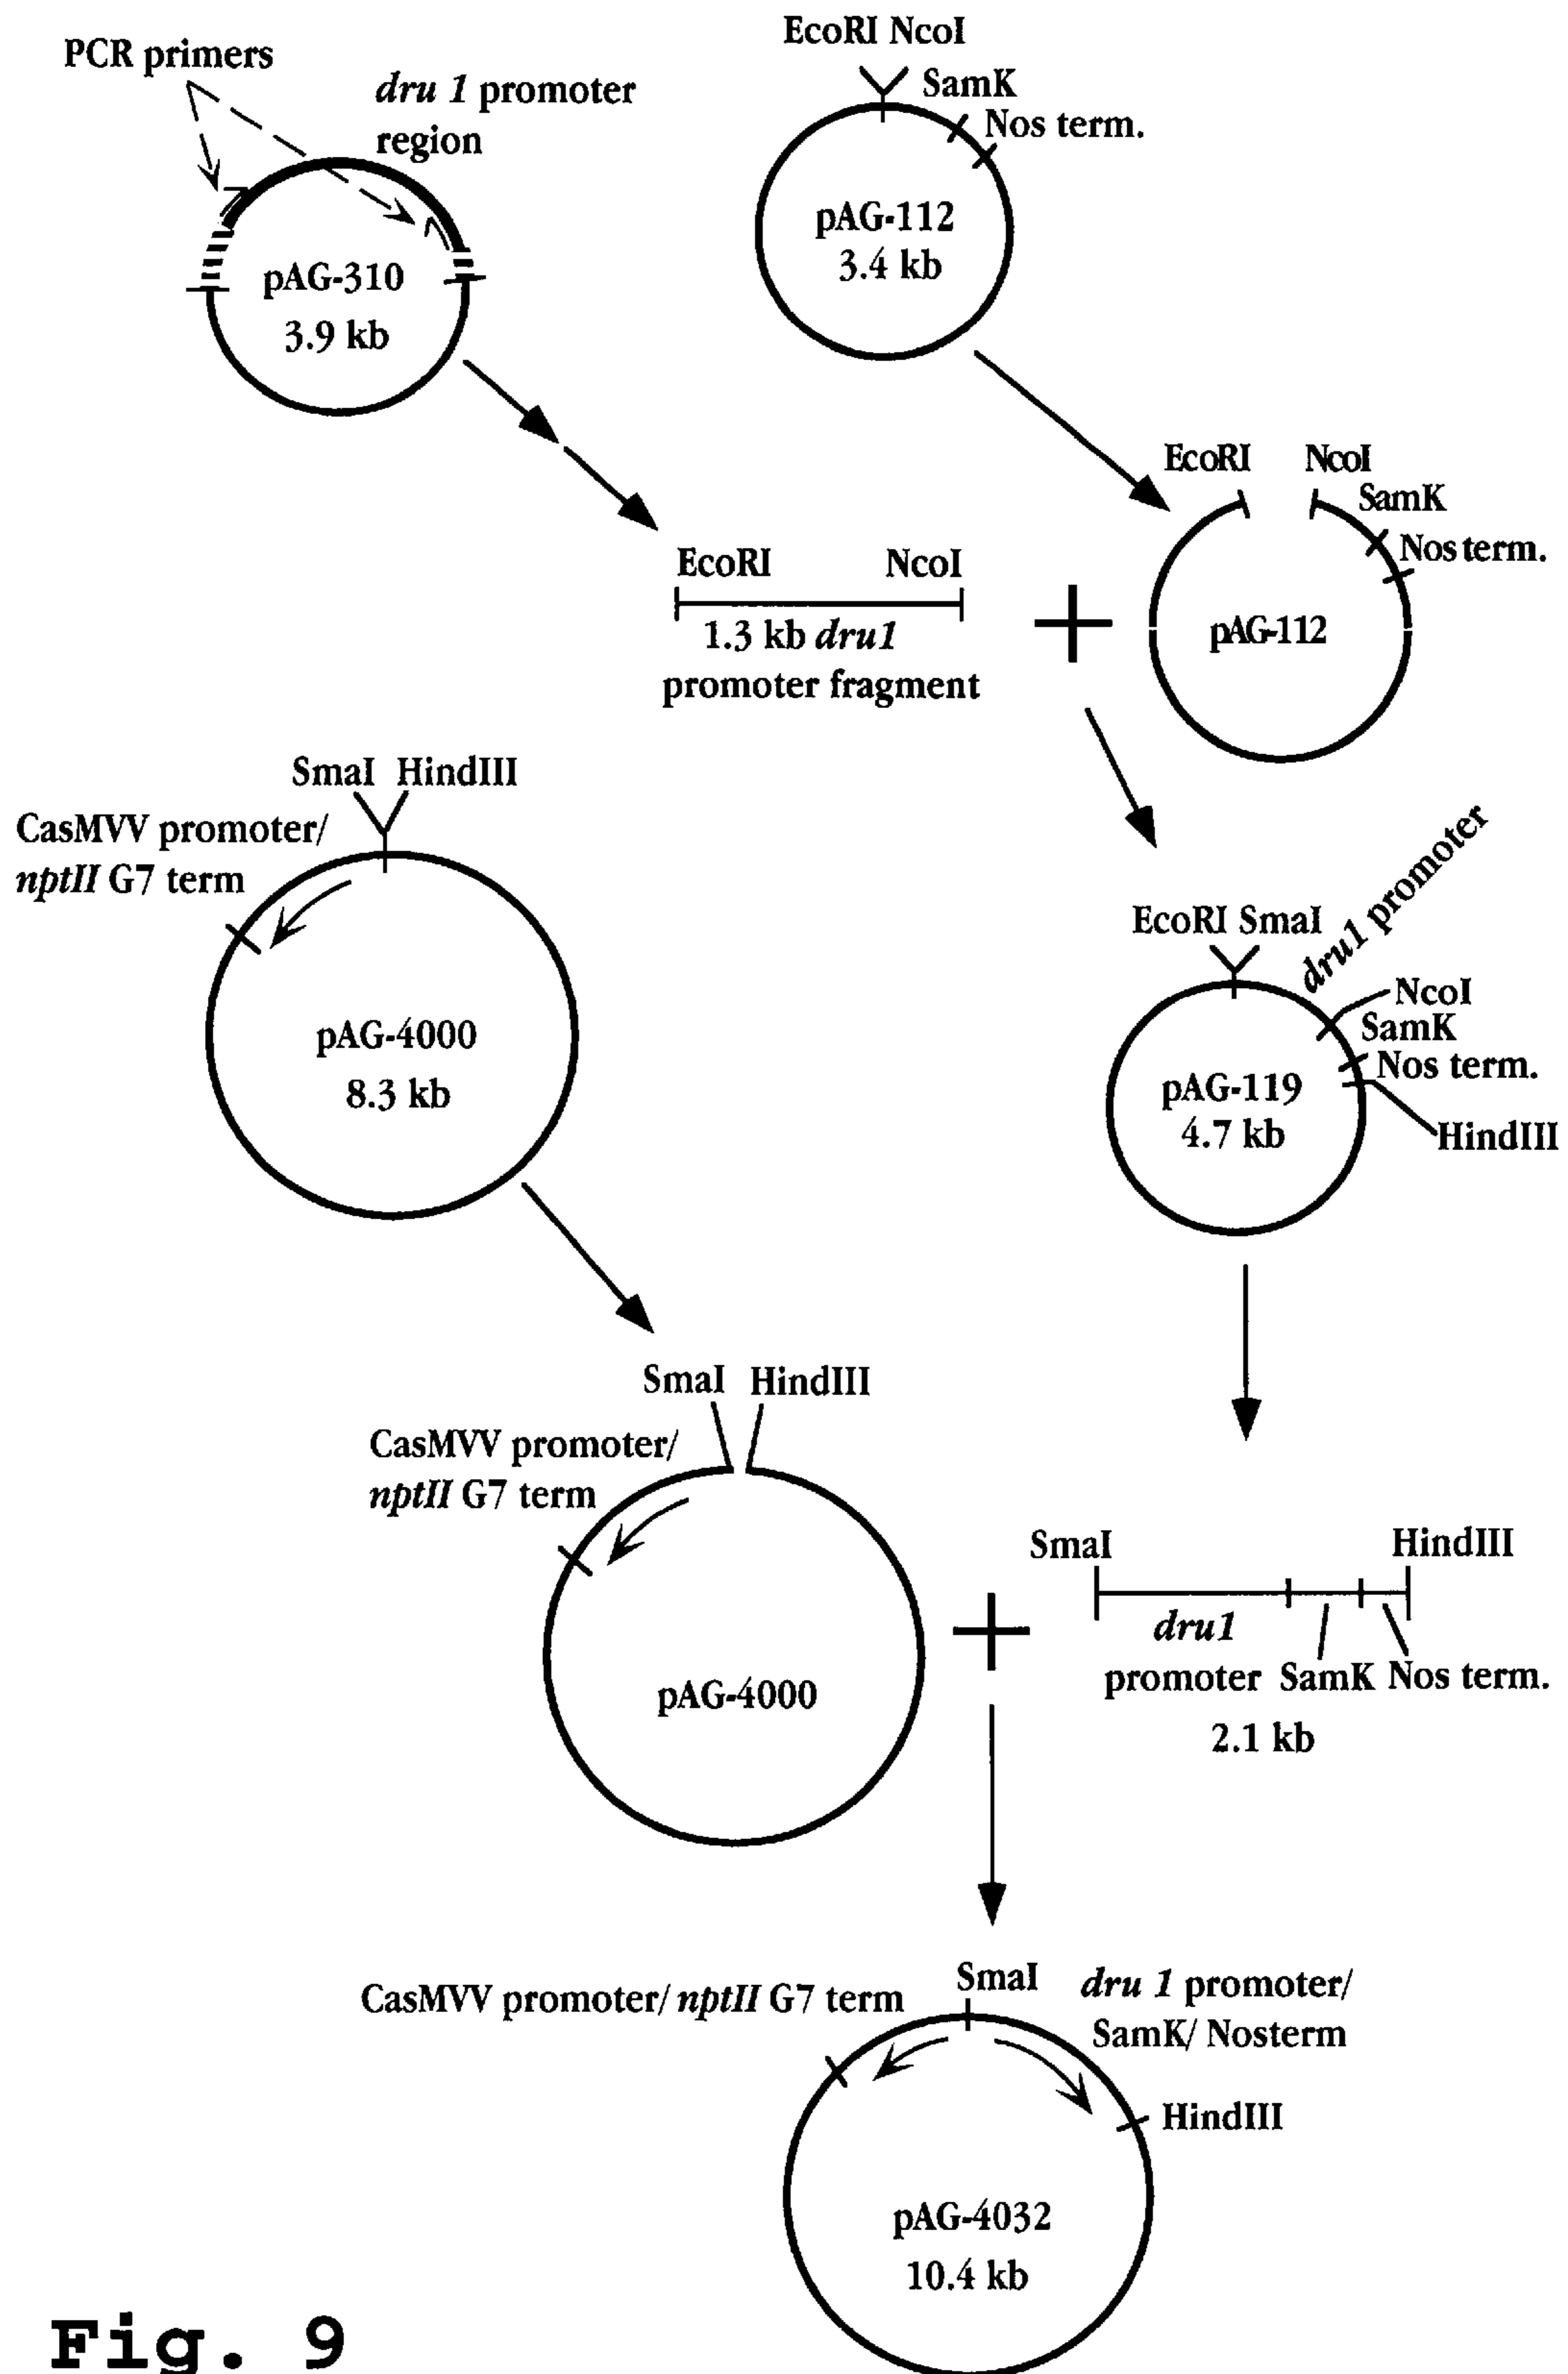 PCR primers
dru 1 promoter
region
pAG-310
3.9 kb
EcoRI NcoI
SamK
Nos term.
pAG-112
3.4 kb
EcoRI NcoI
1.3 kb dru1
promoter fragment
+
EcoRI NcoI
SamK
Nos term.
pAG-112
SmaI HindIII
CasMVV promoter/
nptII G7 term
pAG-4000
8.3 kb
EcoRI SmaI
dru1 promoter
NcoI
SamK
Nos term.
HindIII
pAG-119
4.7 kb
SmaI HindIII
CasMVV promoter/
nptII G7 term
pAG-4000
+
SmaI HindIII
dru1
promoter SamK Nos term.
2.1 kb
CasMVV promoter/ nptII G7 term
SmaI
dru 1 promoter/
SamK/ Nosterm
HindIII
pAG-4032
10.4 kb
Fig. 9